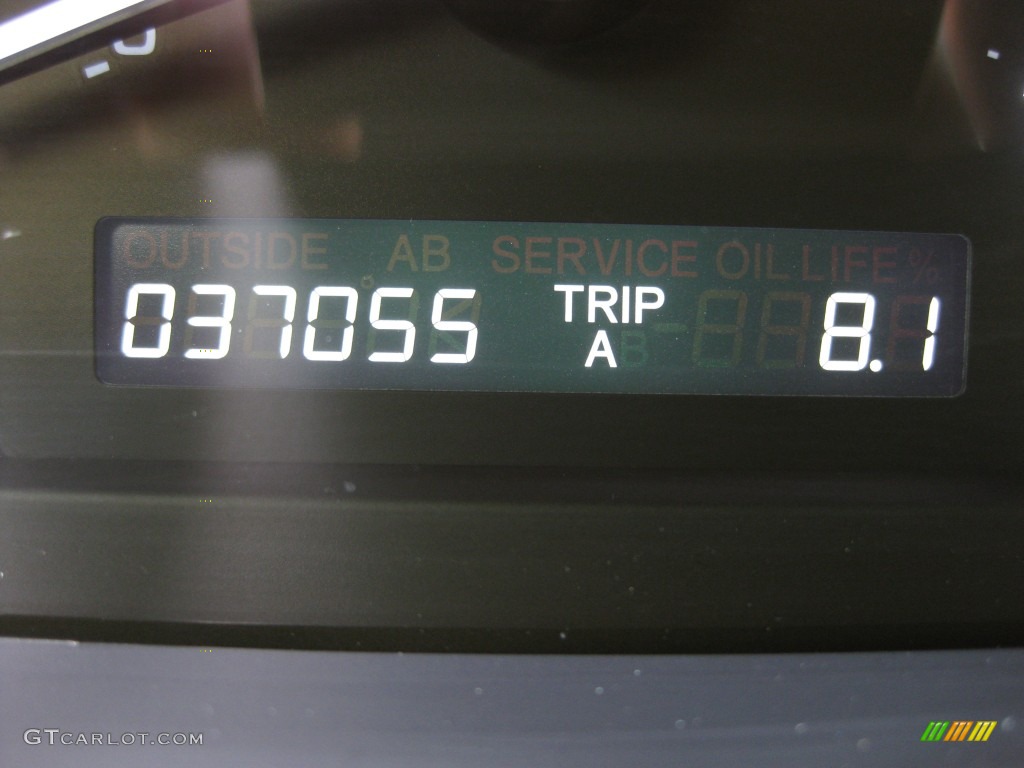 OUTSIDE AB SERVICE OIL LIFE %
037055 TRIP 8.1
A B
GTCARLOT.COM